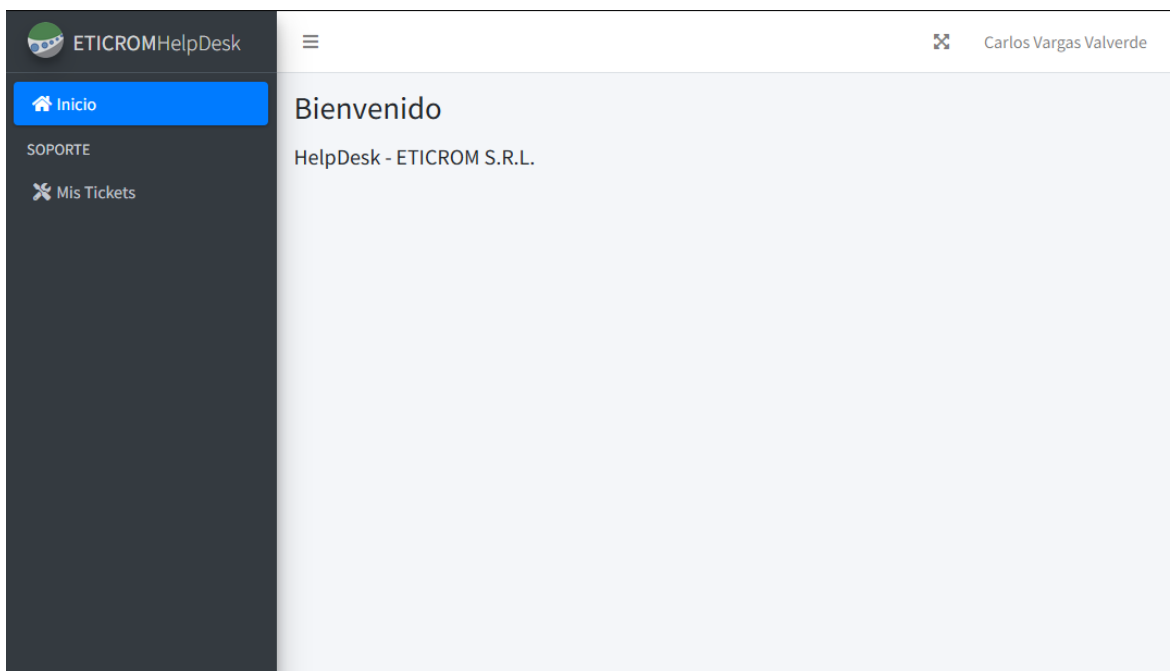 ETICROMHelpDesk
Carlos Vargas Valverde
Inicio
SOPORTE
Mis Tickets
Bienvenido
HelpDesk - ETICROM S.R.L.